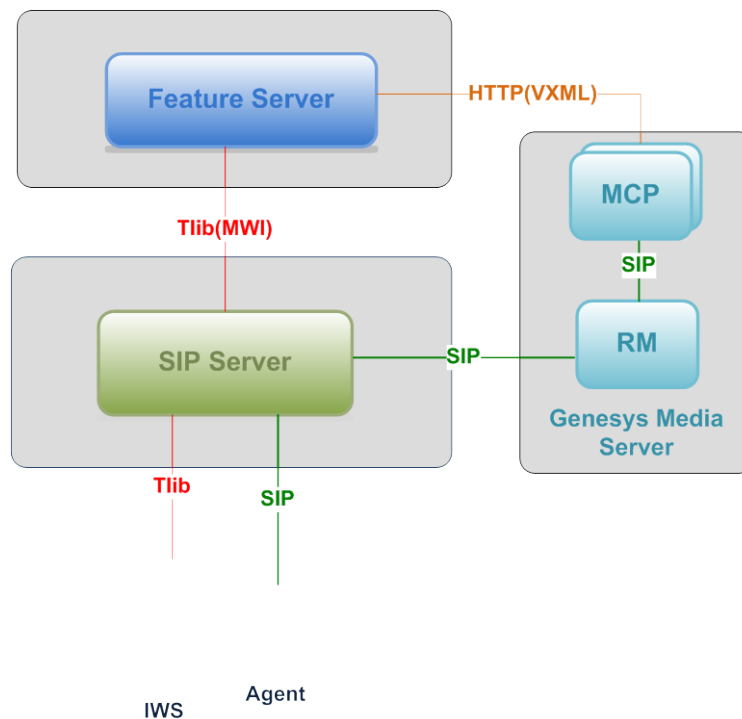 Feature Server
HTTP(VXML)
MCP
Tlib(MWI)
SIP
SIP Server
SIP
RM
Genesys Media
Server
Tlib
SIP
Agent
IWS